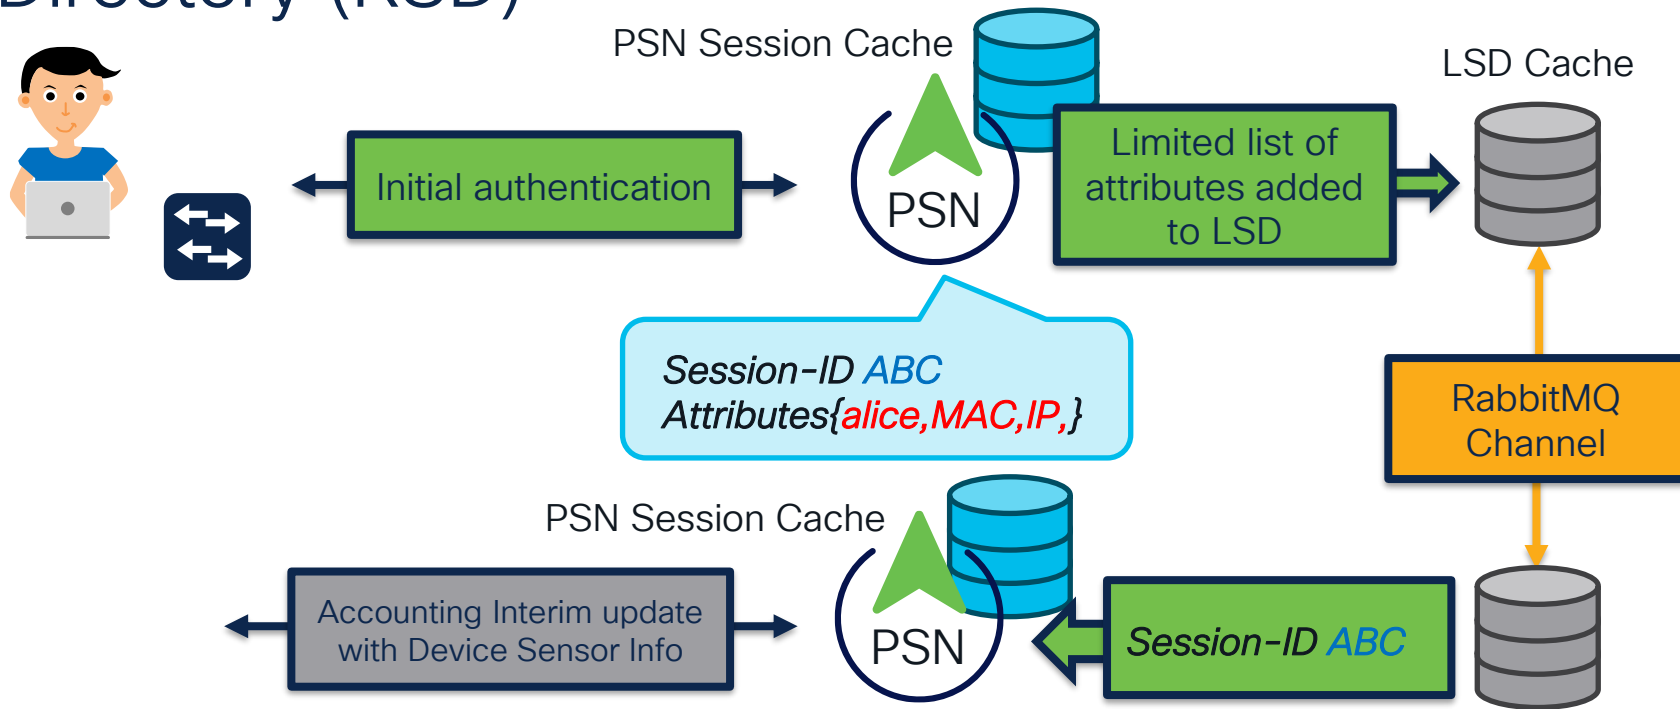 Directory (RSD)
PSN Session Cache
LSD Cache
Initial authentication
PSN
Limited list of
attributes added
to LSD
Session-ID ABC
Attributes{alice,MAC,IP,}
RabbitMQ
Channel
PSN Session Cache
Accounting Interim update
with Device Sensor Info
PSN
Session-ID ABC